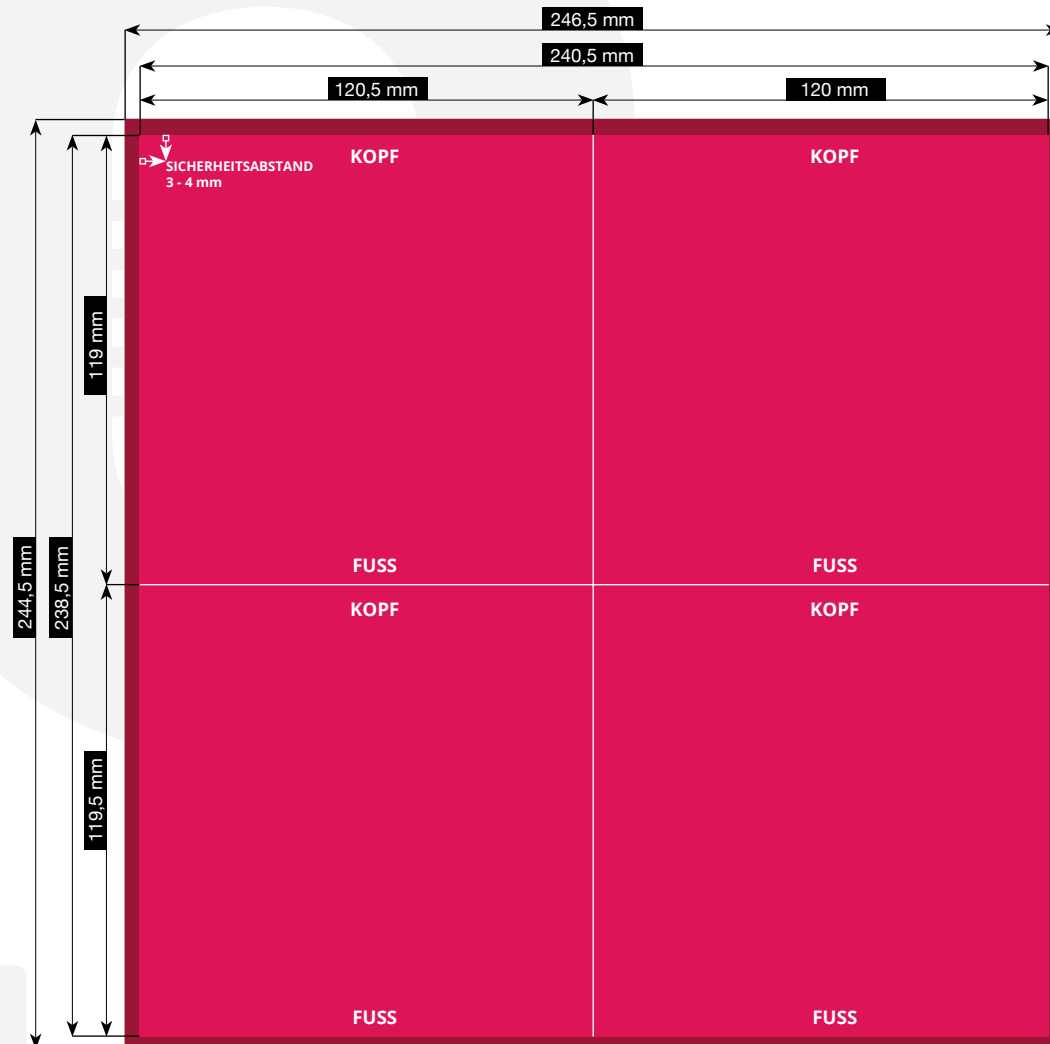 246,5 mm
240,5 mm
120,5 mm
120 mm
KOPF
KOPF
SICHERHEITSABSTAND
3 - 4 mm
119 mm
244,5 mm
238,5 mm
FUSS
FUSS
KOPF
KOPF
119,5 mm
FUSS
FUSS